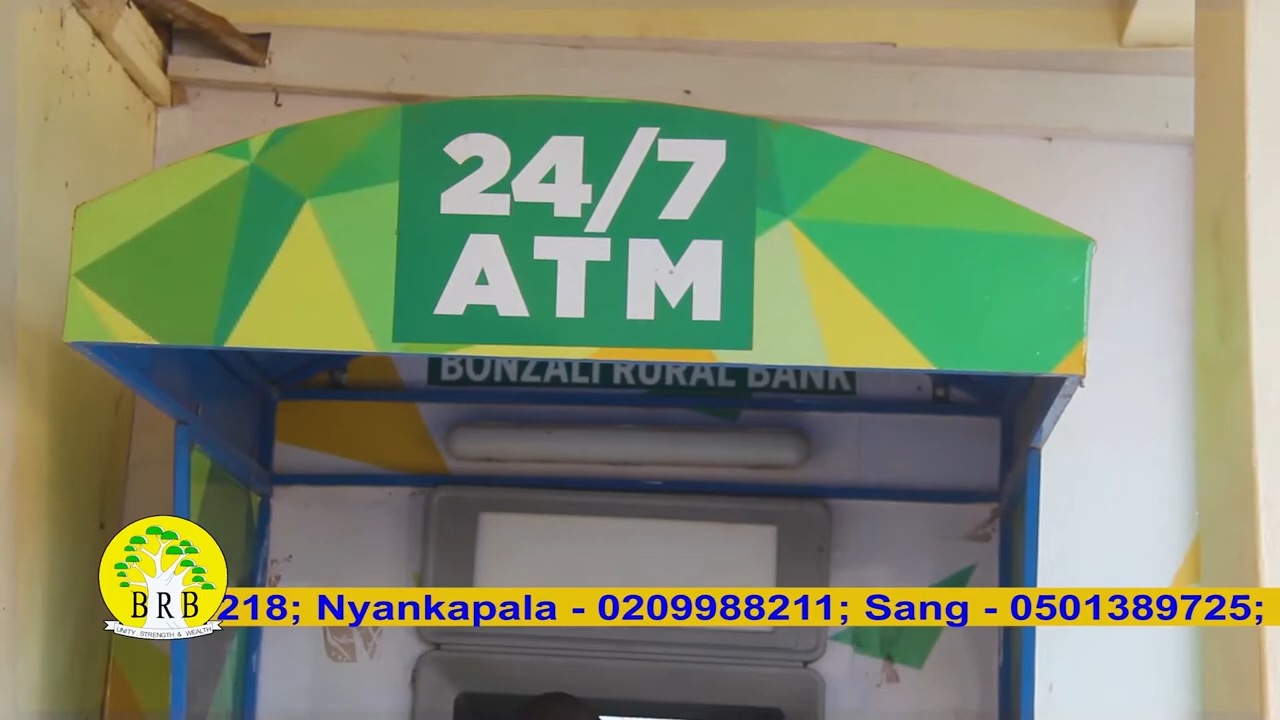 24/7
ATM
BONZALI RURAL BANK
BRB
UNITY STRENGTH & WEALTH
218; Nyankapala - 0209988211; Sang - 0501389725;